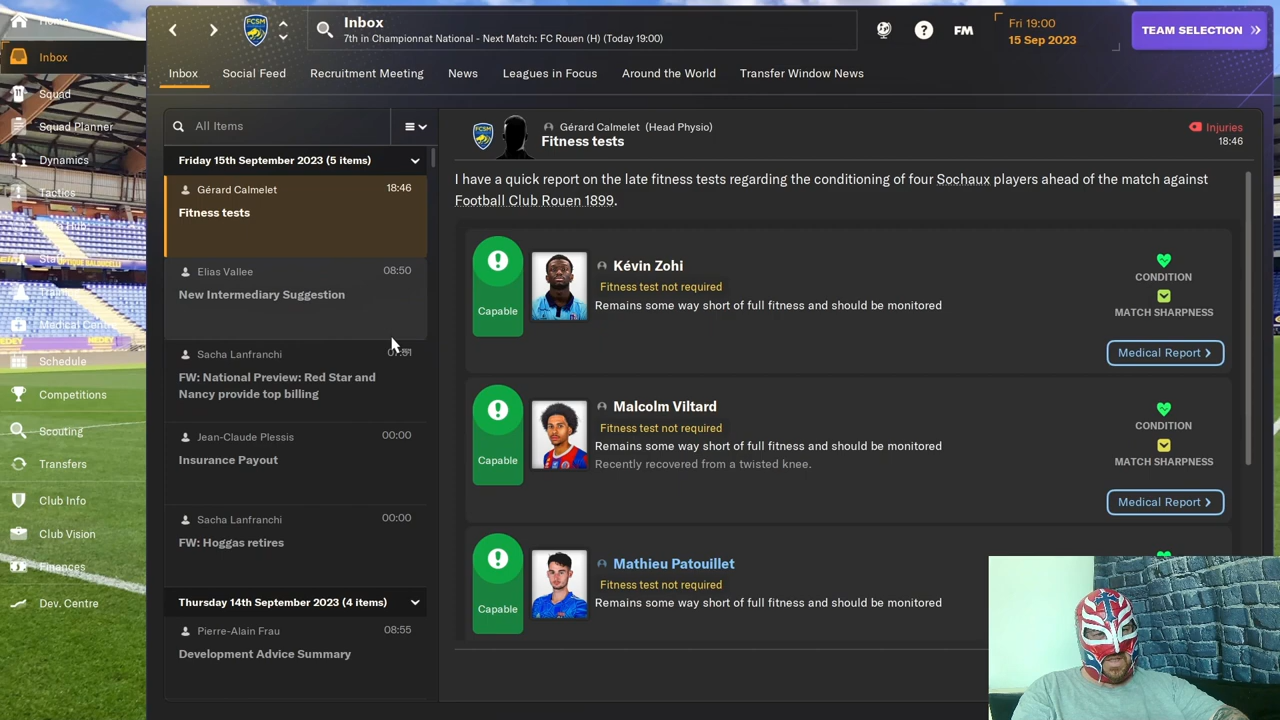 Home
Inbox
Squad
Squad Planner
Dynamics
Tactics
Medical Centre
Schedule
Competitions
Scouting
Transfers
Club Info
Club Vision
Finances
Dev. Centre
FCSM
Inbox
7th in Championnat National - Next Match: FC Rouen (H) (Today 19:00)
?
FM
Fri 19:00
15 Sep 2023
TEAM SELECTION
Inbox
Social Feed
Recruitment Meeting
News
Leagues in Focus
Around the World
Transfer Window News
All Items
Friday 15th September 2023 (5 items)
Gérard Calmelet
18:46
Fitness tests
Elias Vallee
08:50
New Intermediary Suggestion
Sacha Lanfranchi
FW: National Preview: Red Star and
Nancy provide top billing
Jean-Claude Plessis
00:00
Insurance Payout
Sacha Lanfranchi
00:00
FW: Hoggas retires
Thursday 14th September 2023 (4 items)
Pierre-Alain Frau
08:55
Development Advice Summary
FCSM
Gérard Calmelet (Head Physio)
Fitness tests
Injuries
18:46
I have a quick report on the late fitness tests regarding the conditioning of four Sochaux players ahead of the match against
Football Club Rouen 1899.
Capable
Kévin Zohi
Fitness test not required
Remains some way short of full fitness and should be monitored
CONDITION
MATCH SHARPNESS
Medical Report
Capable
Malcolm Viltard
Fitness test not required
Remains some way short of full fitness and should be monitored
Recently recovered from a twisted knee.
CONDITION
MATCH SHARPNESS
Medical Report
Capable
Mathieu Patouillet
Fitness test not required
Remains some way short of full fitness and should be monitored